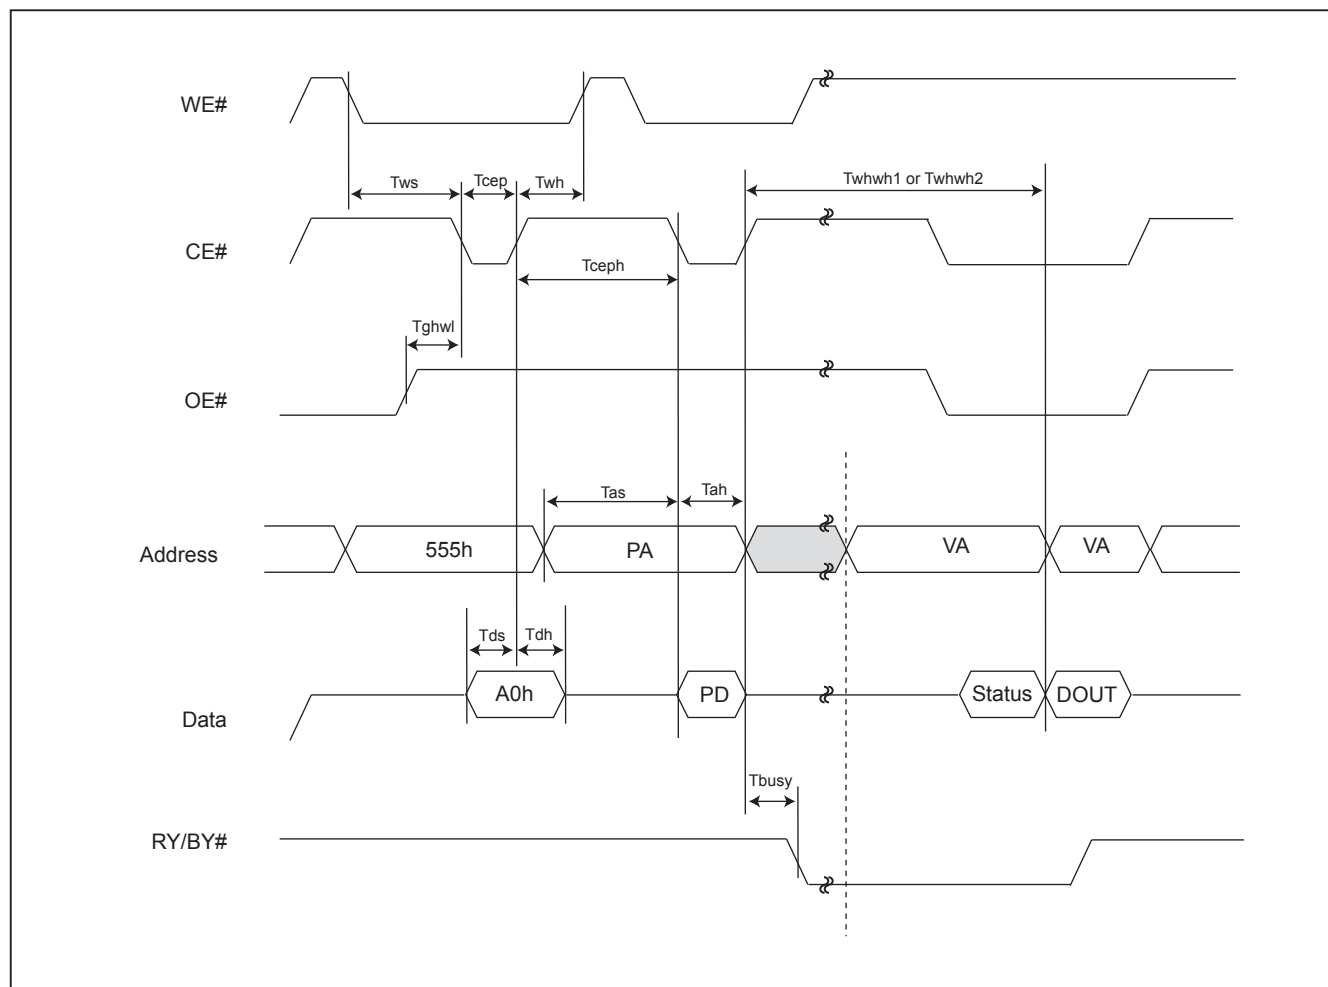 WE#
Tws
Tcep
Twh
Twhwh1 or Twhwh2
CE#
Tceph
Tghwl
OE#
Tas
Tah
Address
555h
PA
VA
VA
Tds
Tdh
Data
A0h
PD
Status
DOUT
Tbusy
RY/BY#